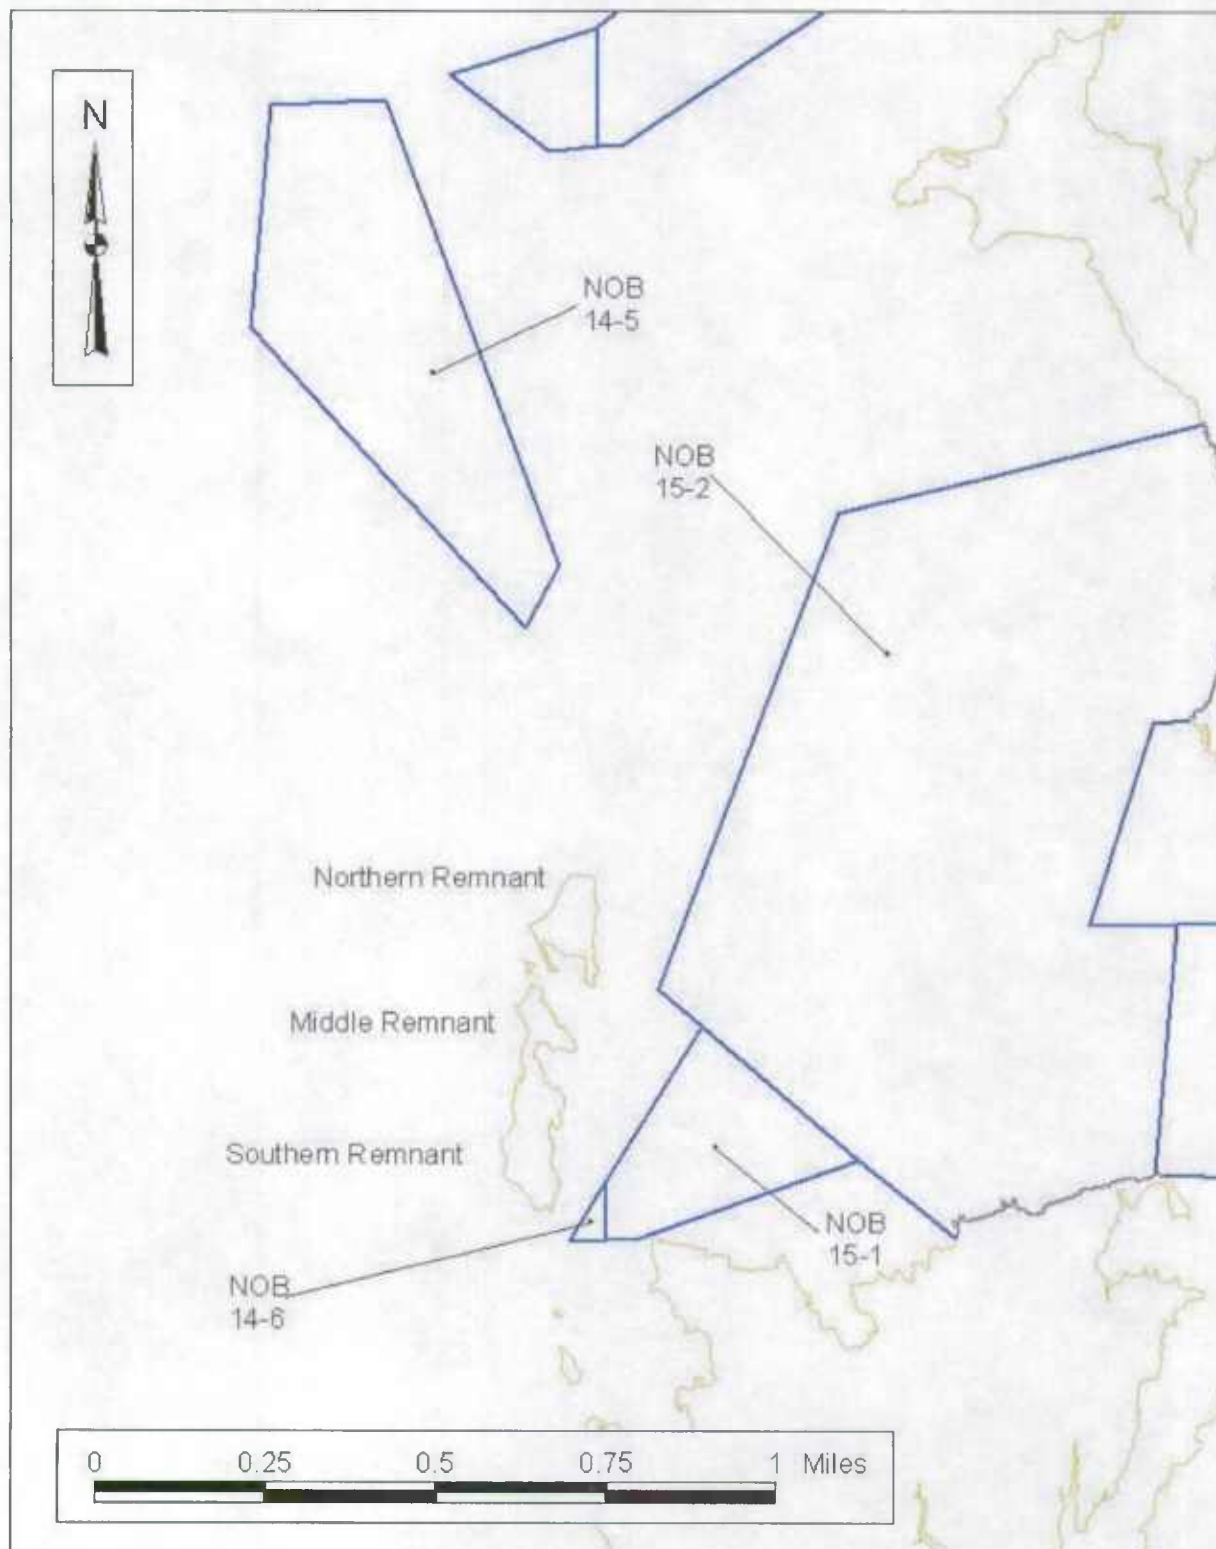 N
NOB
14-5
NOB
15-2
Northern Remnant
Middle Remnant
Southern Remnant
NOB
15-1
NOB
14-6
0 0.25 0.5 0.75 1 Miles